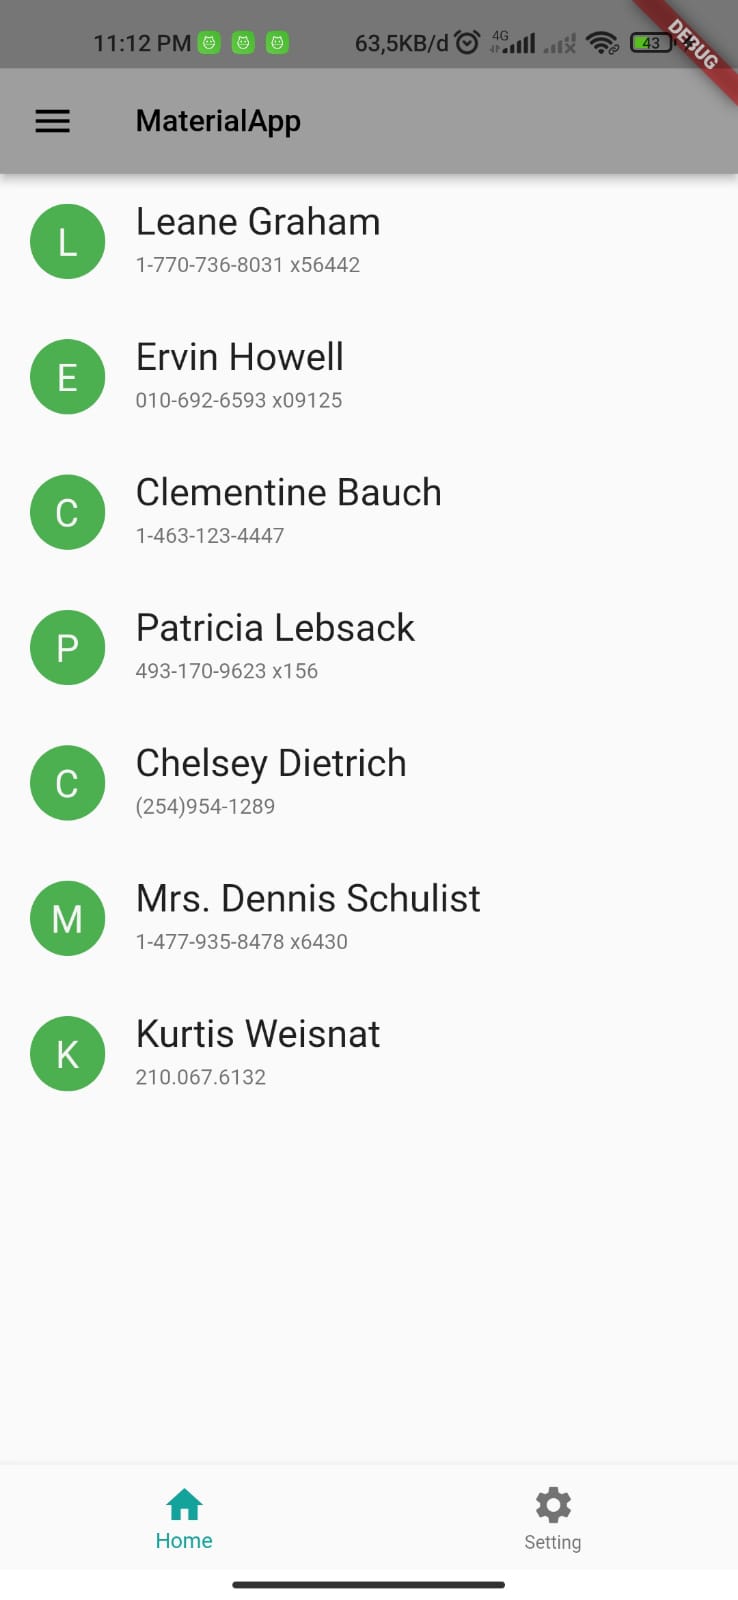 11:12 PM 63,5KB/d 4G 43
DEBUG
MaterialApp
L
Leane Graham
1-770-736-8031 x56442
E
Ervin Howell
010-692-6593 x09125
C
Clementine Bauch
1-463-123-4447
P
Patricia Lebsack
493-170-9623 x156
C
Chelsey Dietrich
(254)954-1289
M
Mrs. Dennis Schulist
1-477-935-8478 x6430
K
Kurtis Weisnat
210.067.6132
Home
Setting